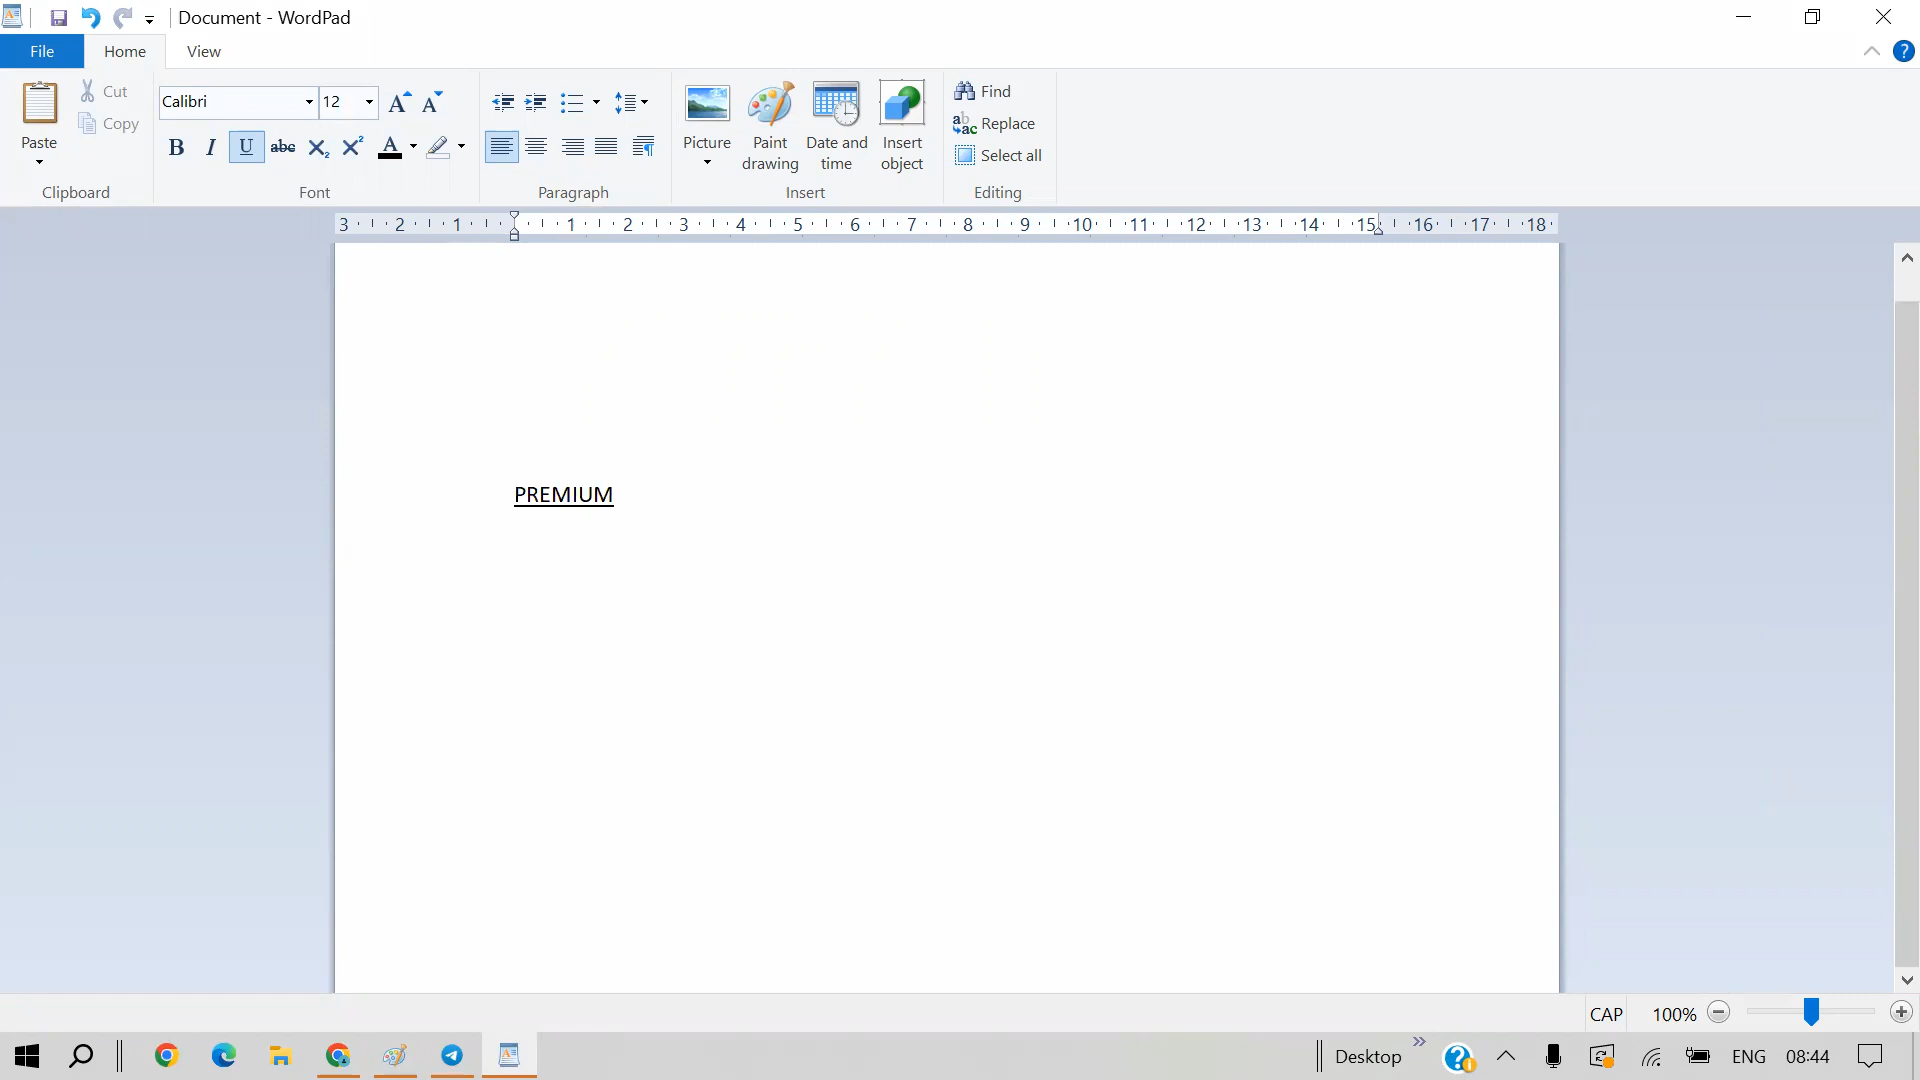 Document - WordPad
File
Home
View
Paste
Cut
Copy
Clipboard
Calibri
12
B
I
U
abc
Font
Paragraph
Picture
Paint
drawing
Date and
time
Insert
object
Insert
Find
Replace
Select all
Editing
3 2 1 1 2 3 4 5 6 7 8 9 10 11 12 13 14 15 16 17 18
PREMIUM
CAP
100%
Desktop
ENG
08:44